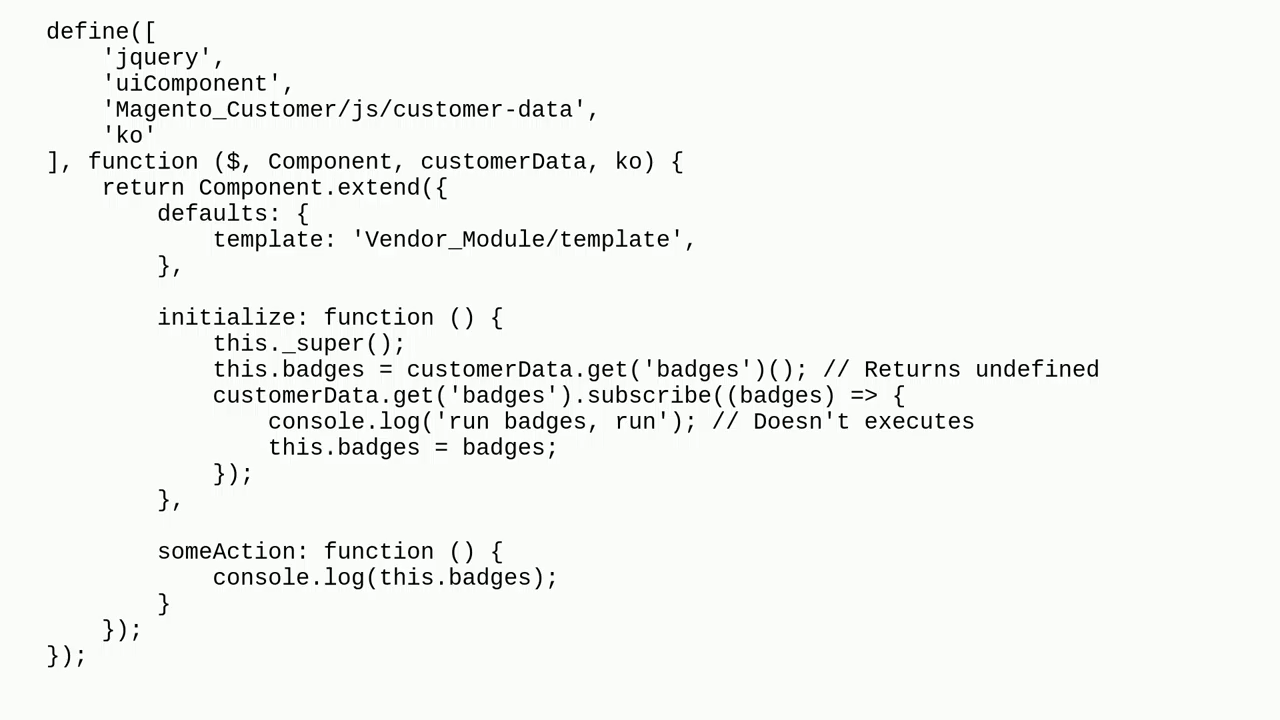 define([
    'jquery',
    'uiComponent',
    'Magento_Customer/js/customer-data',
    'ko'
], function ($, Component, customerData, ko) {
    return Component.extend({
        defaults: {
            template: 'Vendor_Module/template',
        },

        initialize: function () {
            this._super();
            this.badges = customerData.get('badges')(); // Returns undefined
            customerData.get('badges').subscribe((badges) => {
                console.log('run badges, run'); // Doesn't executes
                this.badges = badges;
            });
        },

        someAction: function () {
            console.log(this.badges);
        }
    });
});